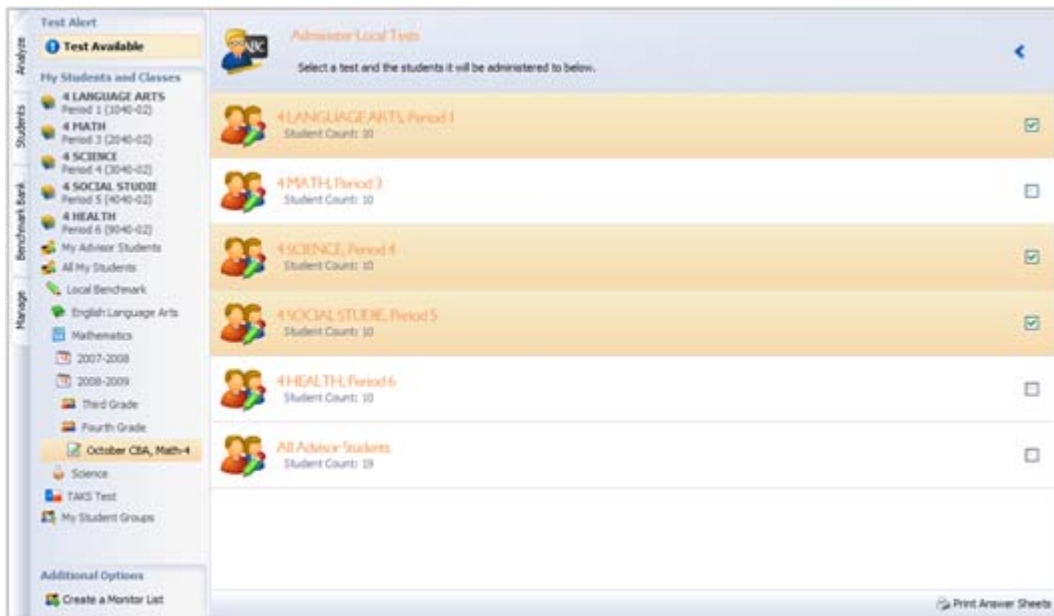 Analyze
Students
Benchmark Bank
Manage
Test Alert
Test Available
My Students and Classes
4 LANGUAGE ARTS
Period 1 (1040-02)
4 MATH
Period 3 (2040-02)
4 SCIENCE
Period 4 (3040-02)
4 SOCIAL STUDIE
Period 5 (4040-02)
4 HEALTH
Period 6 (9040-02)
My Advisor Students
All My Students
Local Benchmark
English Language Arts
Mathematics
2007-2008
2008-2009
Third Grade
Fourth Grade
October CBA, Math-4
Science
TAKS Test
My Student Groups
Additional Options
Create a Monitor List
Administer Local Tests
Select a test and the students it will be administered to below.
ABC
4 LANGUAGE ARTS, Period 1
Student Count: 10
4 MATH, Period 3
Student Count: 10
4 SCIENCE, Period 4
Student Count: 10
4 SOCIAL STUDIE, Period 5
Student Count: 10
4 HEALTH, Period 6
Student Count: 10
All Advisor Students
Student Count: 19
Print Answer Sheets